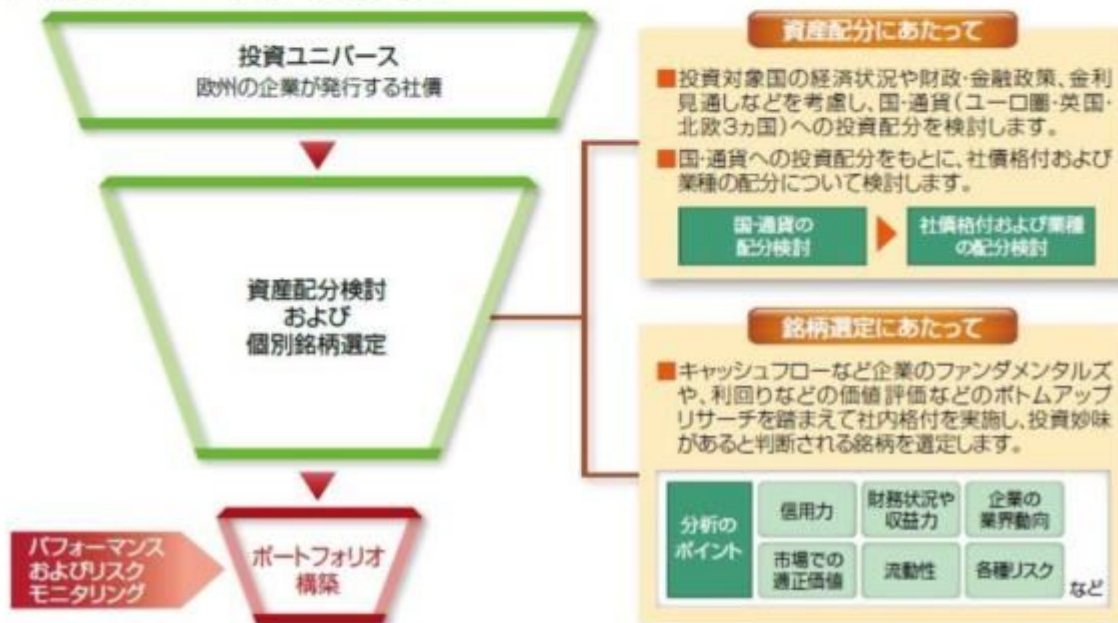 投資ユニバース
欧州の企業が発行する社債
資産配分検討
および
個別銘柄選定
パフォーマンス
およびリスク
モニタリング
ポートフォリオ
構築
資産配分にあたって
■投資対象国の経済状況や財政・金融政策、金利
見通しなどを考慮し、国・通貨(ユーロ圏・英国・
北欧3ヵ国)への投資配分を検討します。
■国・通貨への投資配分をもとに、社債格付および
業種の配分について検討します。
国・通貨の
配分検討
社債格付および業種
の配分検討
銘柄選定にあたって
■キャッシュフローなど企業のファンダメンタルズ
や、利回りなどの価値評価などのボトムアップ
リサーチを踏まえて社内格付を実施し、投資妙味
があると判断される銘柄を選定します。
分析の
ポイント
信用力
財務状況や
収益力
企業の
業界動向
市場での
適正価値
流動性
各種リスク
など